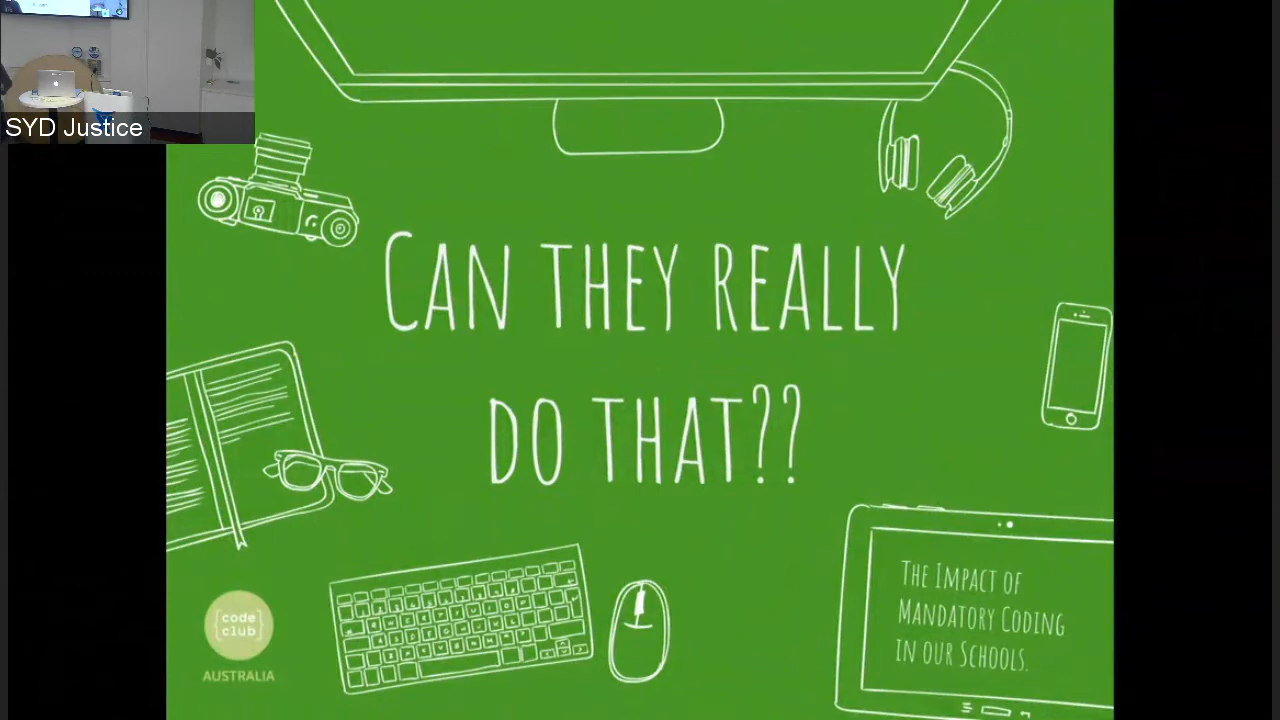 SYD Justice
CAN THEY REALLY
DO THAT??
THE IMPACT OF
MANDATORY CODING
IN OUR SCHOOLS.
{code
club}
AUSTRALIA